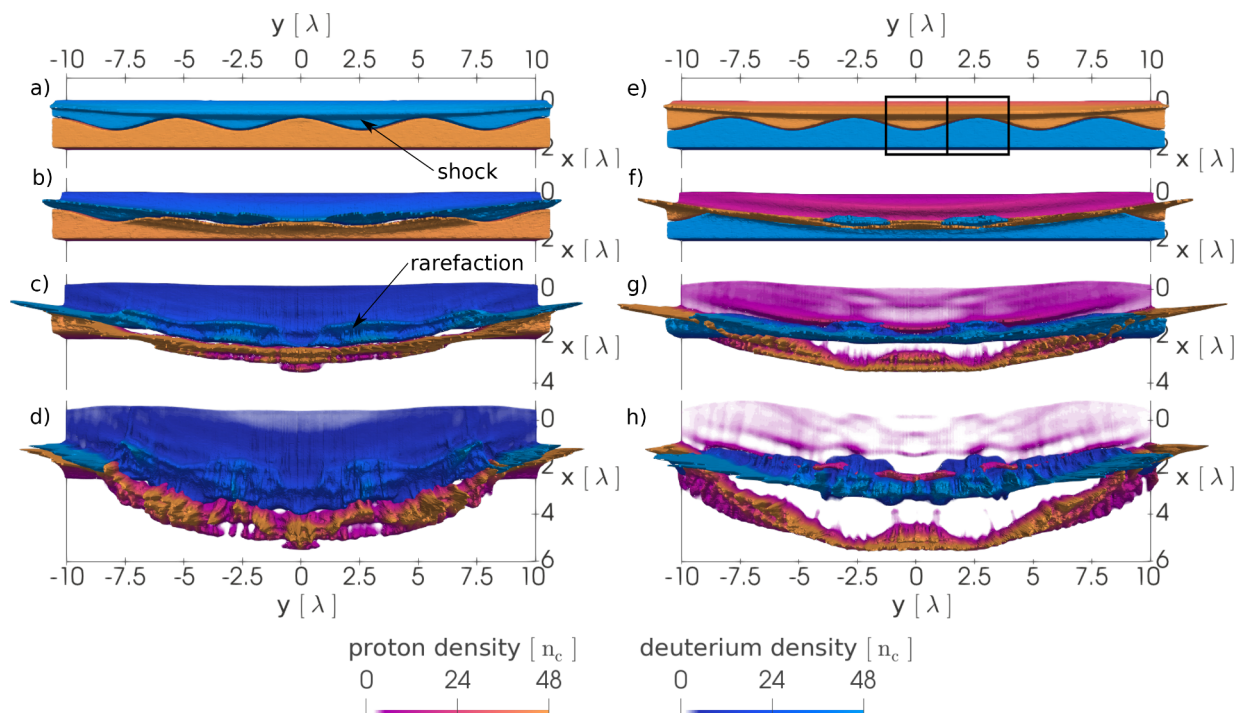 y [ λ ]
-10 -7.5 -5 -2.5 0 2.5 5 7.5 10
a)
0
shock
2
x [ λ ]
b)
0
2
x [ λ ]
rarefaction
c)
0
2
x [ λ ]
4
d)
0
2
x [ λ ]
4
6
-10 -7.5 -5 -2.5 0 2.5 5 7.5 10
y [ λ ]
y [ λ ]
-10 -7.5 -5 -2.5 0 2.5 5 7.5 10
e)
0
2
x [ λ ]
f)
0
2
x [ λ ]
g)
0
2
x [ λ ]
4
h)
0
2
x [ λ ]
4
6
-10 -7.5 -5 -2.5 0 2.5 5 7.5 10
y [ λ ]
proton density [ n_c ]
0 24 48
deuterium density [ n_c ]
0 24 48